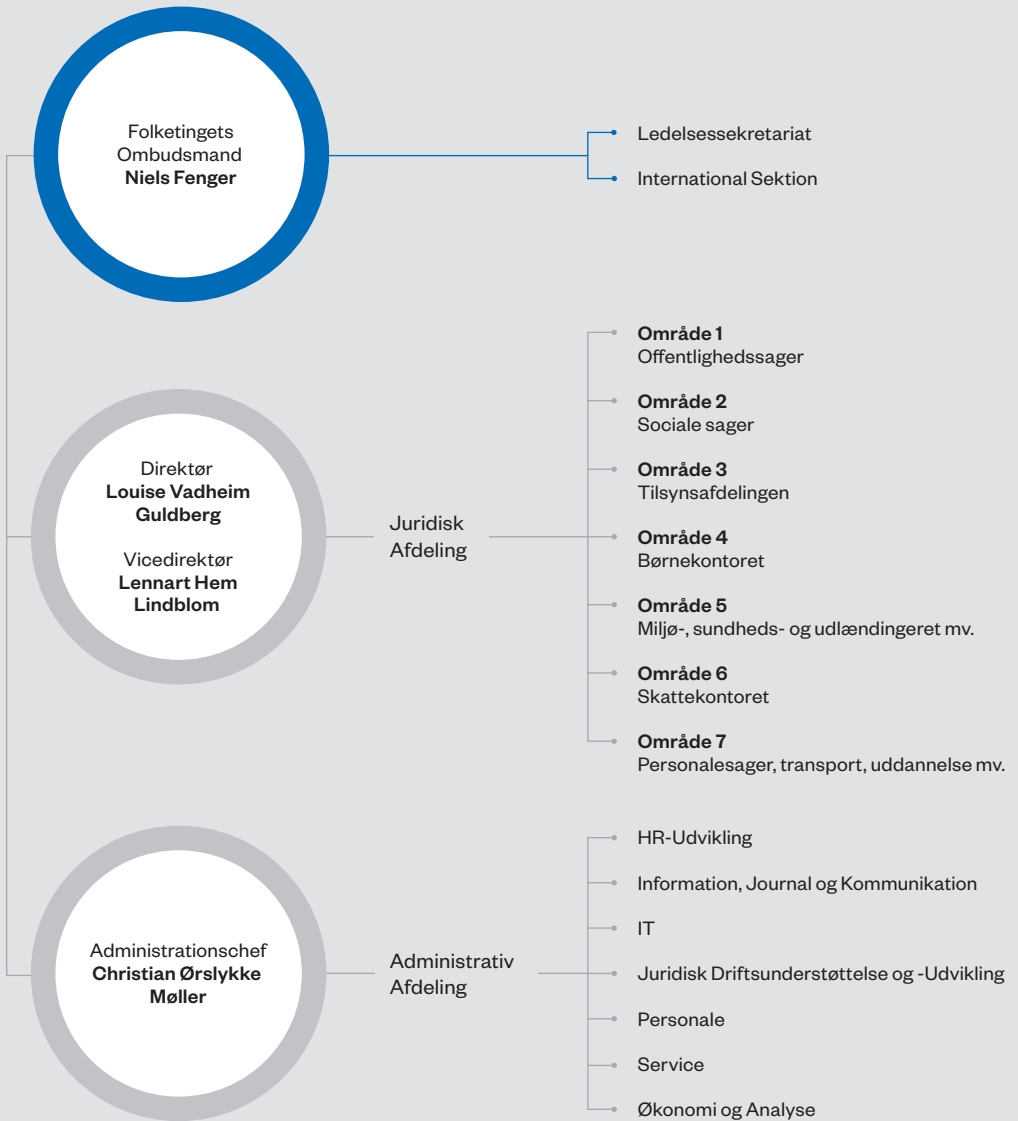 Folketingets
Ombudsmand
Niels Fenger
Ledelsessekretariat
International Sektion
Direktør
Louise Vadheim
Guldberg
Vicedirektør
Lennart Hem
Lindblom
Juridisk
Afdeling
Område 1
Offentlighedssager
Område 2
Sociale sager
Område 3
Tilsynsafdelingen
Område 4
Børnekontoret
Område 5
Miljø-, sundheds- og udlændingeret mv.
Område 6
Skattekontoret
Område 7
Personalesager, transport, uddannelse mv.
Administrationschef
Christian Ørslykke
Møller
Administrativ
Afdeling
HR-Udvikling
Information, Journal og Kommunikation
IT
Juridisk Driftsunderstøttelse og -Udvikling
Personale
Service
Økonomi og Analyse